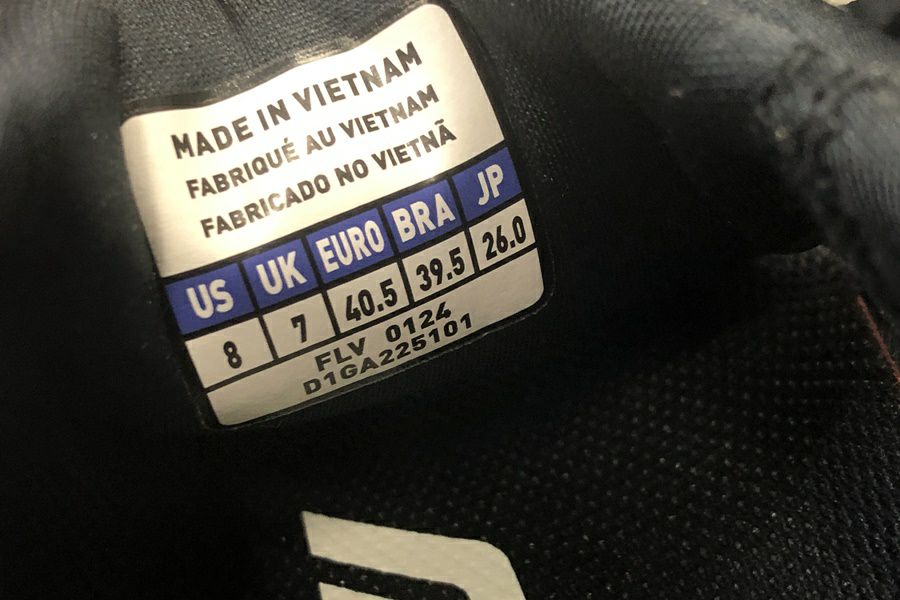 MADE IN VIETNAM
FABRIQUÉ AU VIETNAM
FABRICADO NO VIETNÃ
US UK EURO BRA JP
8 7 40.5 39.5 26.0
FLV 0124
D1GA225101